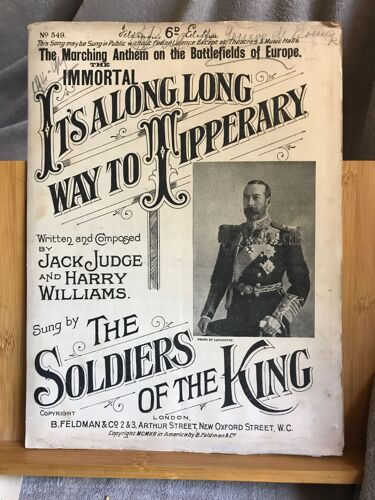 No 549.
6D
This Song may be Sung in Public without Fee or Licence Except at Theatres & Music Halls.
The Marching Anthem on the Battlefields of Europe.
THE
IMMORTAL
IT'S A LONG, LONG
WAY TO TIPPERARY
Written and Composed
BY
JACK JUDGE
AND HARRY
WILLIAMS.
PHOTO BY LAFAYETTE.
Sung by THE
SOLDIERS
OF THE KING
COPYRIGHT
LONDON,
B. FELDMAN & Co. 2 & 3, ARTHUR STREET, NEW OXFORD STREET, W.C.
Copyright MCMXII in America by B. Feldman & Co